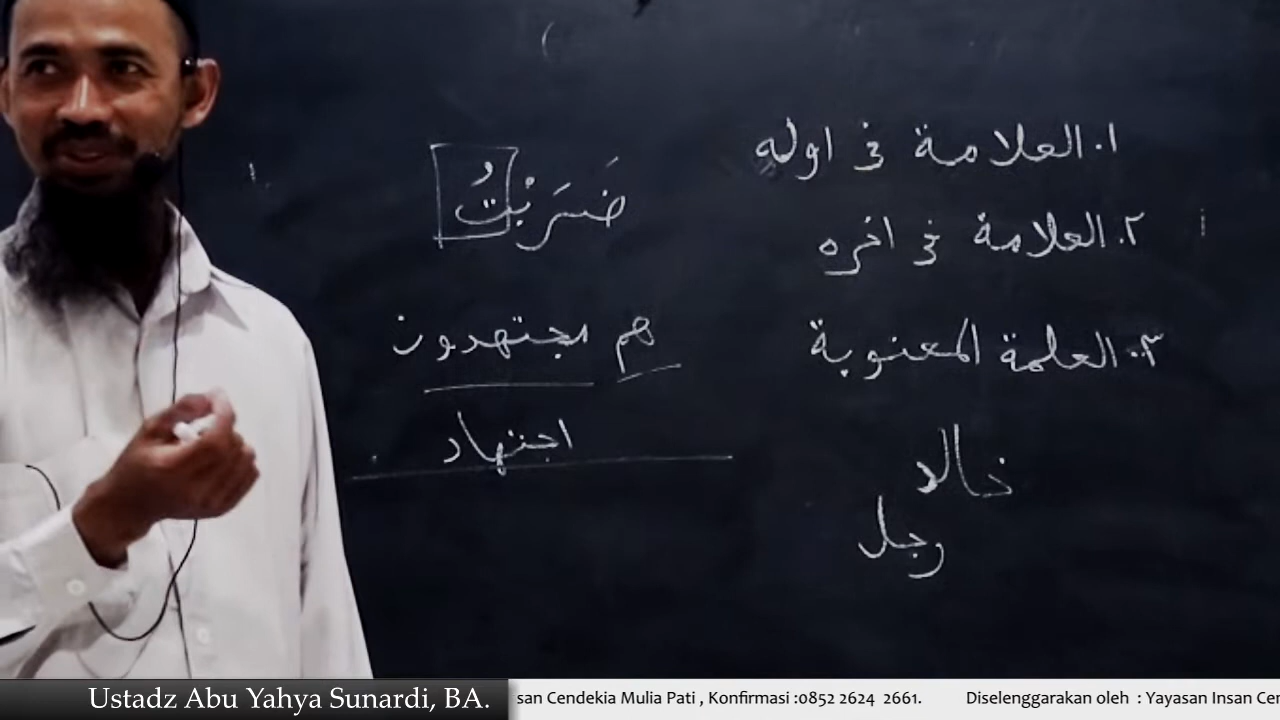 ١. العلامة في اوله
٢. العلامة في اخره
٣. العلمة المعنوية
خالد
رجل
ضَرَبْتُ
هم مجتهدون
اجتهاد
Ustadz Abu Yahya Sunardi, BA.
san Cendekia Mulia Pati , Konfirmasi :0852 2624 2661. Diselenggarakan oleh : Yayasan Insan Cen